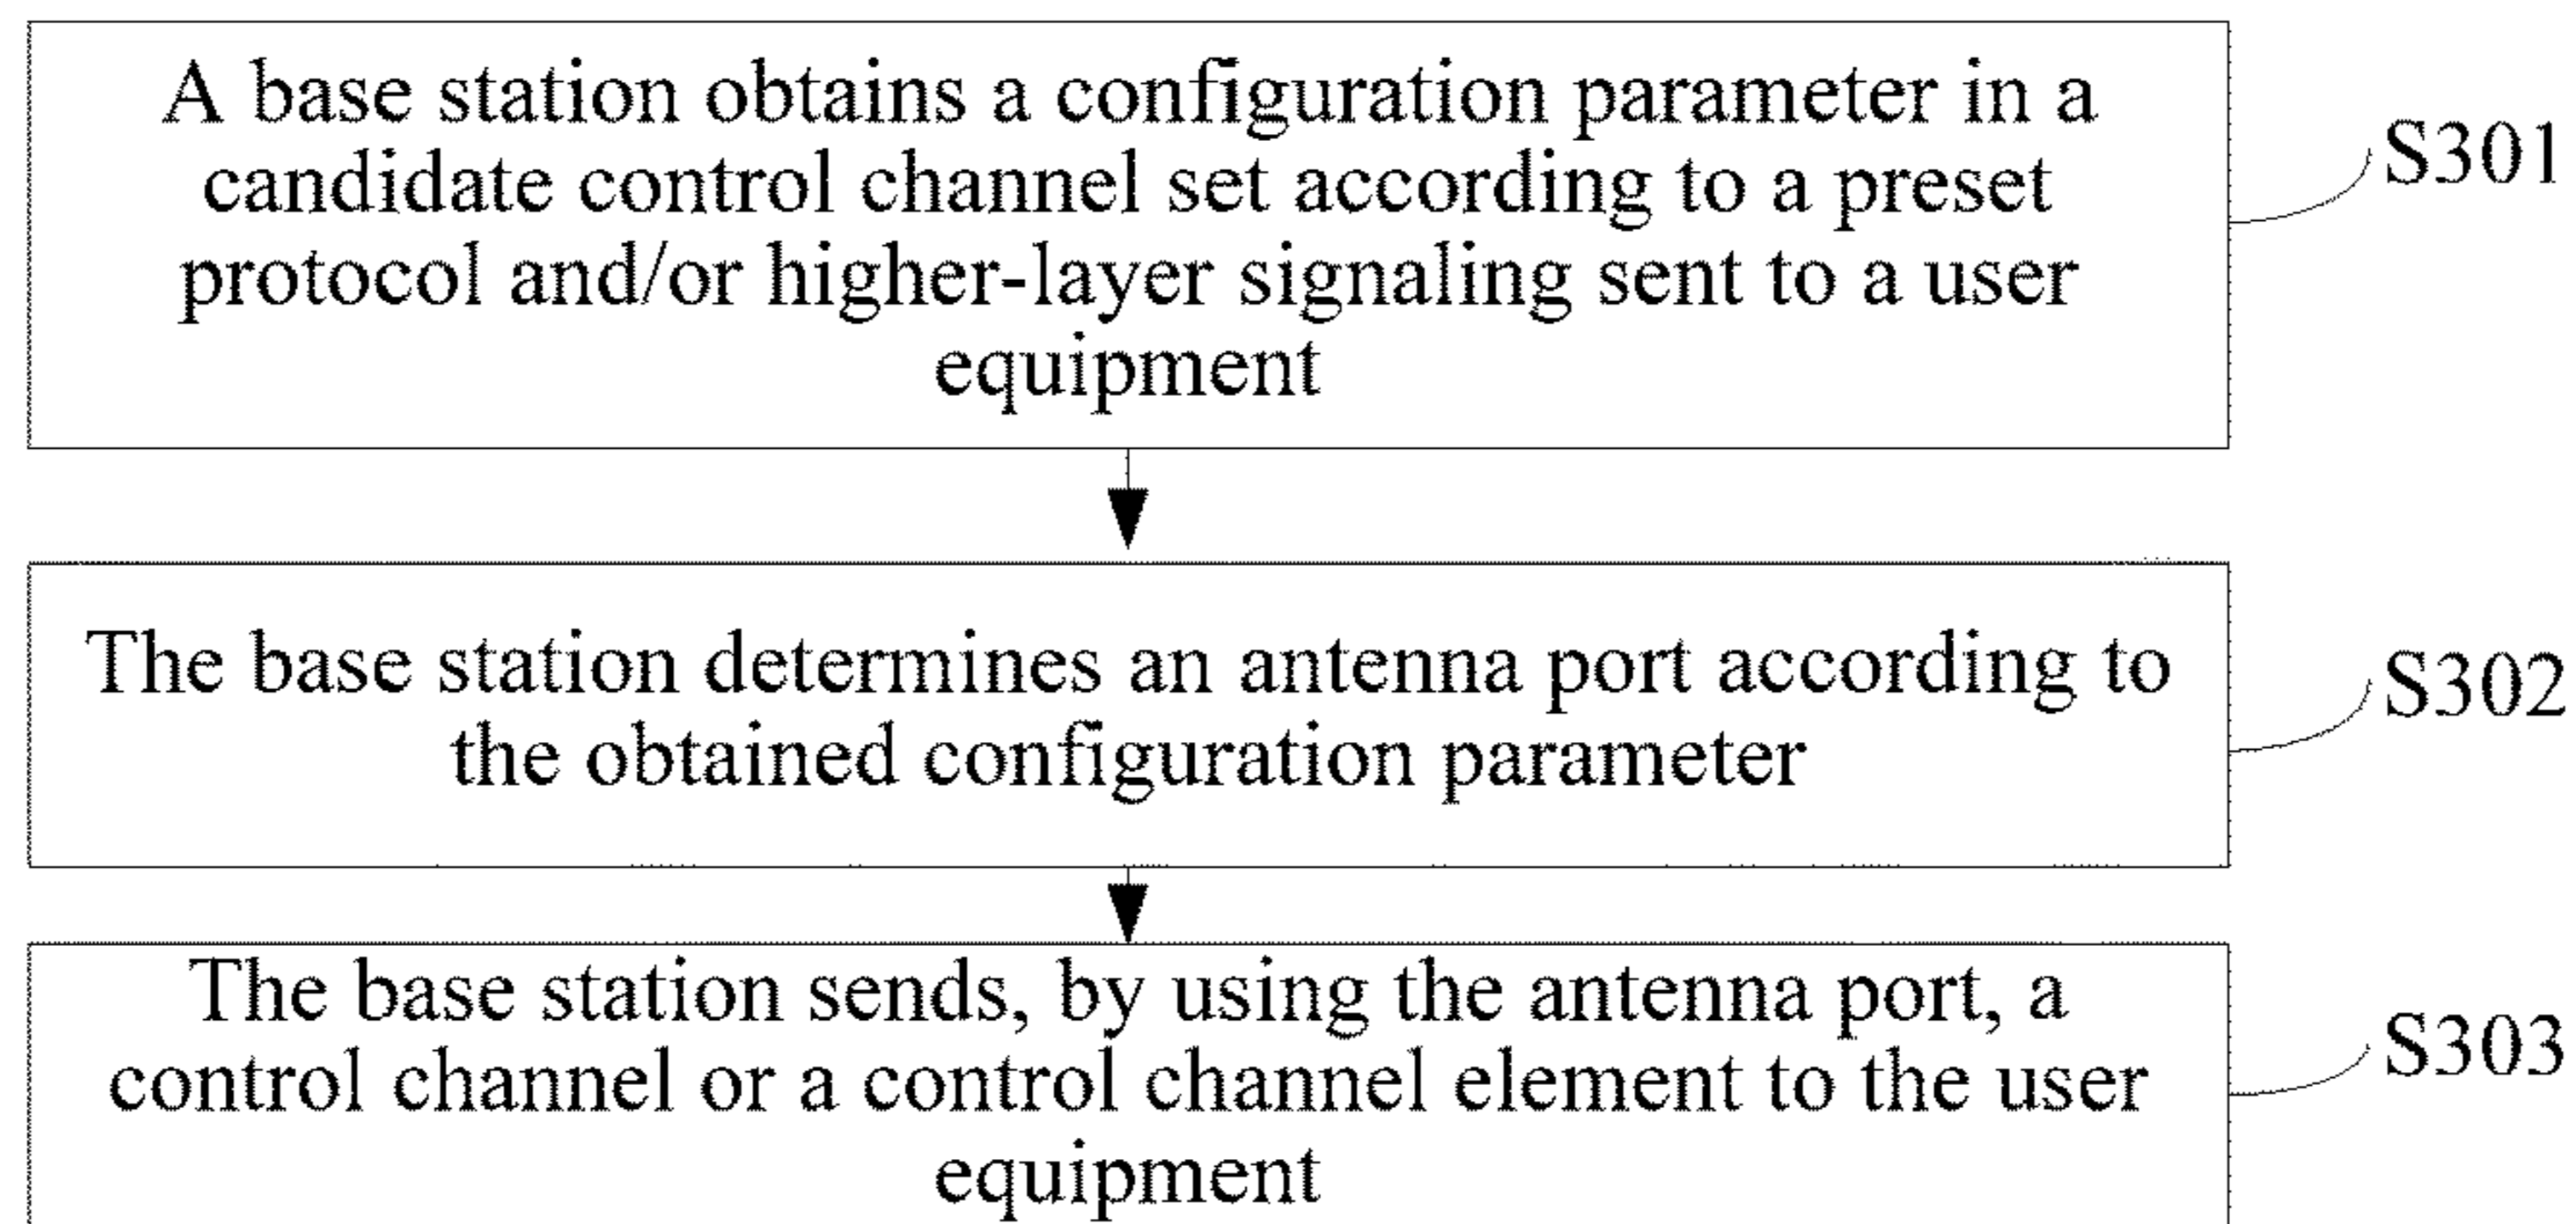 A base station obtains a configuration parameter in a
candidate control channel set according to a preset
protocol and/or higher-layer signaling sent to a user
equipment
S301
The base station determines an antenna port according to
the obtained configuration parameter
S302
The base station sends, by using the antenna port, a
control channel or a control channel element to the user
equipment
S303